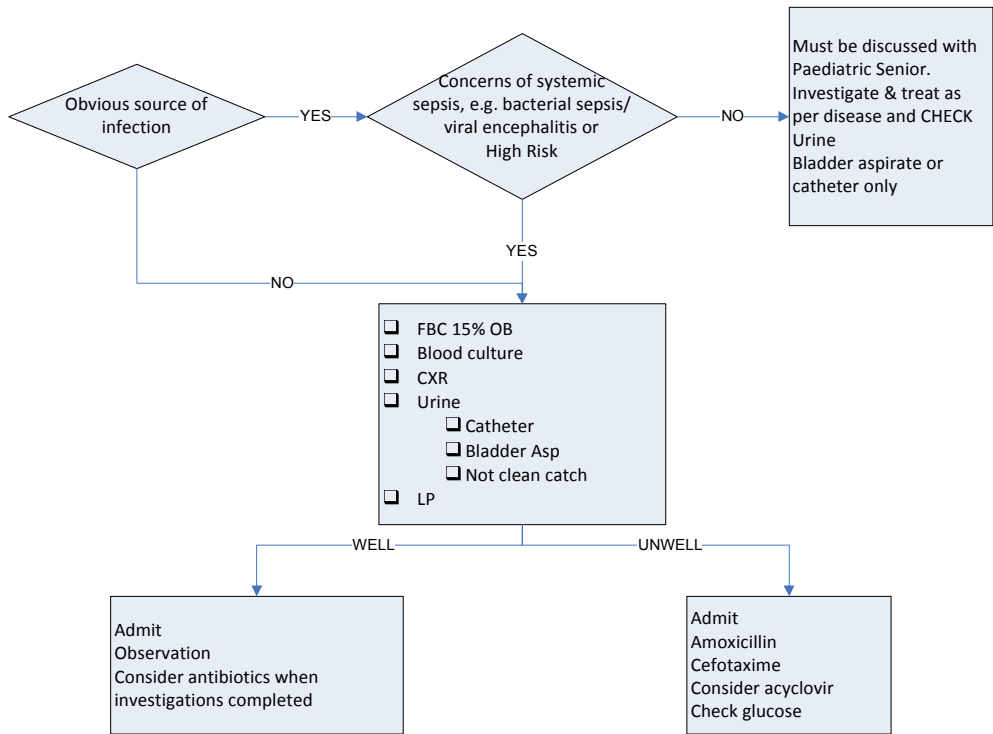 Obvious source of
infection
YES
Concerns of systemic
sepsis, e.g. bacterial sepsis/
viral encephalitis or
High Risk
NO
Must be discussed with
Paediatric Senior.
Investigate & treat as
per disease and CHECK
Urine
Bladder aspirate or
catheter only
YES
NO
❑ FBC 15% OB
❑ Blood culture
❑ CXR
❑ Urine
❑ Catheter
❑ Bladder Asp
❑ Not clean catch
❑ LP
WELL
UNWELL
Admit
Observation
Consider antibiotics when
investigations completed
Admit
Amoxicillin
Cefotaxime
Consider acyclovir
Check glucose